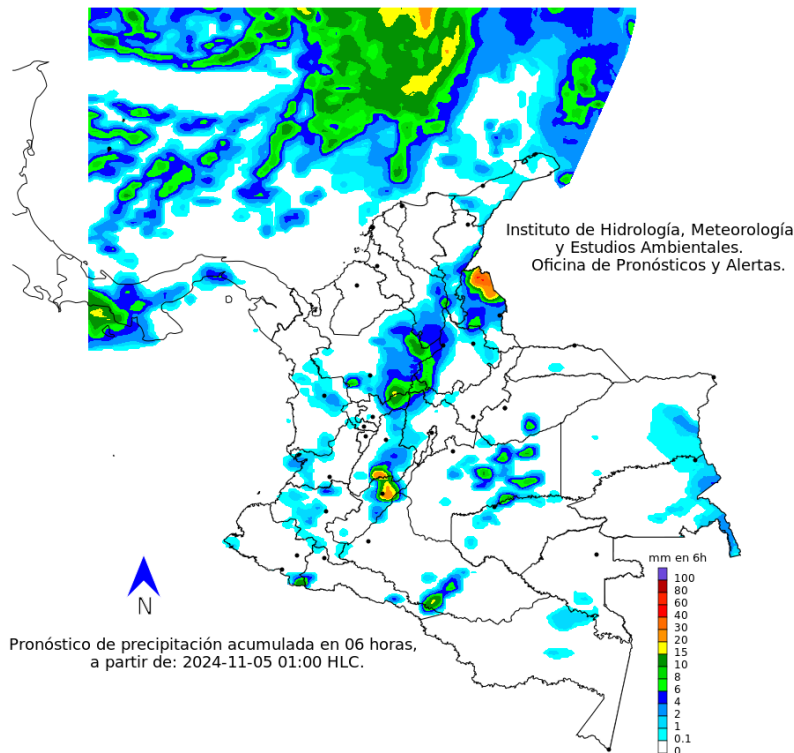 Instituto de Hidrología, Meteorología
y Estudios Ambientales.
Oficina de Pronósticos y Alertas.
N
Pronóstico de precipitación acumulada en 06 horas,
a partir de: 2024-11-05 01:00 HLC.
mm en 6h
100
80
60
40
30
20
15
10
8
6
4
2
1
0.1
0